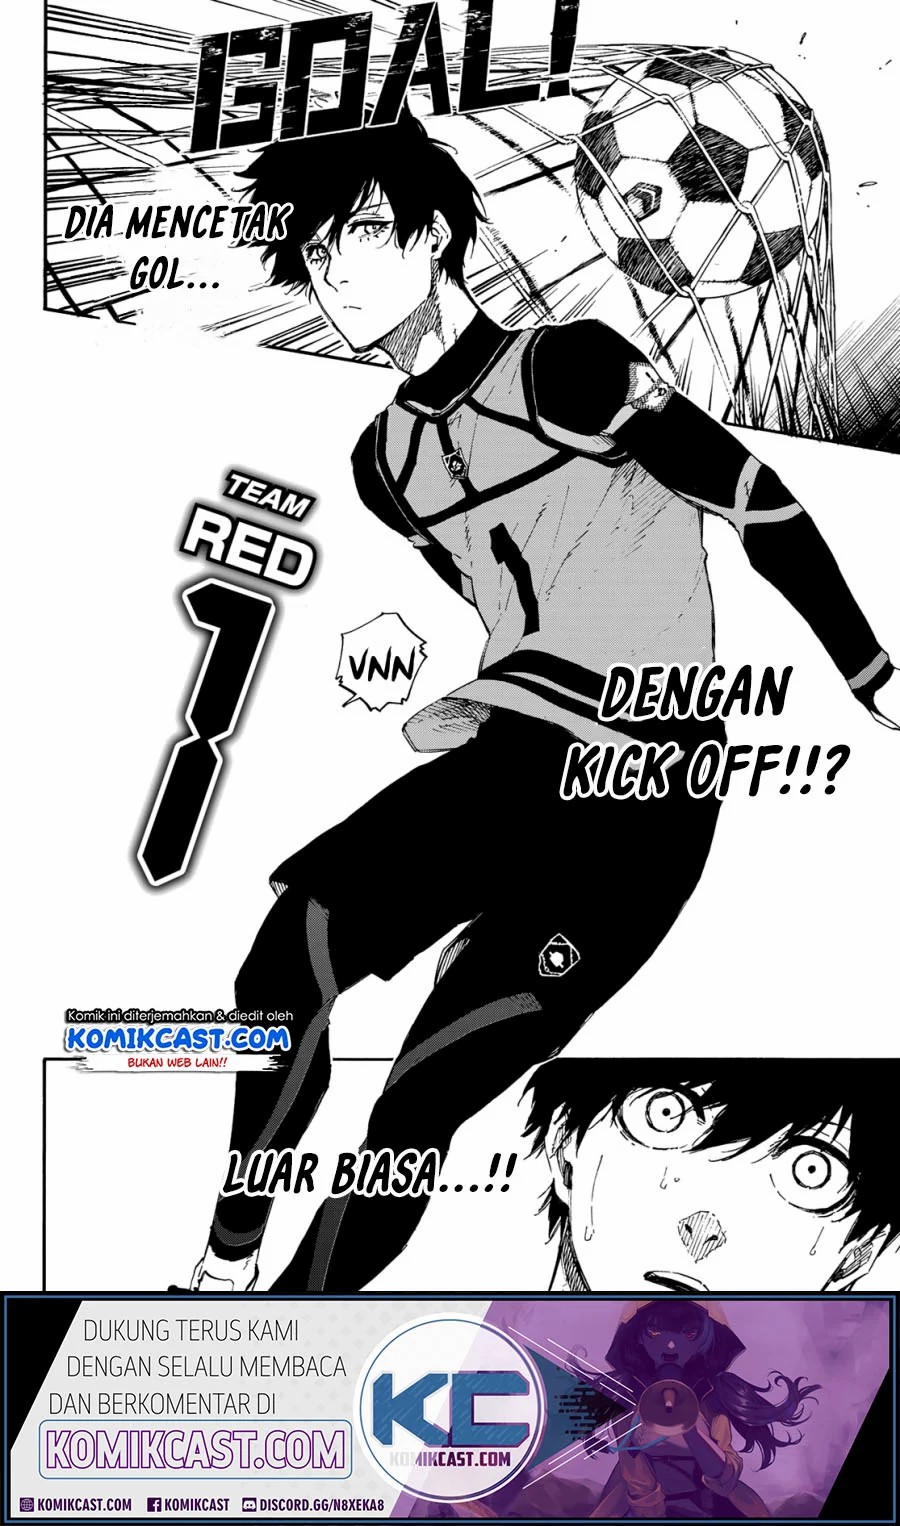 GOAL!
DIA MENCETAK
GOL...
TEAM
RED
1
1
VNN
DENGAN
KICK OFF!!?
Komik ini diterjemahkan & diedit oleh
KOMIKCAST.COM
BUKAN WEB LAIN!!
LUAR BIASA...!!
DUKUNG TERUS KAMI
DENGAN SELALU MEMBACA
DAN BERKOMENTAR DI
KOMIKCAST.COM
KC
KOMIKCAST.COM
KOMIKCAST.COM KOMIKCAST DISCORD.GG/N8XEKA8